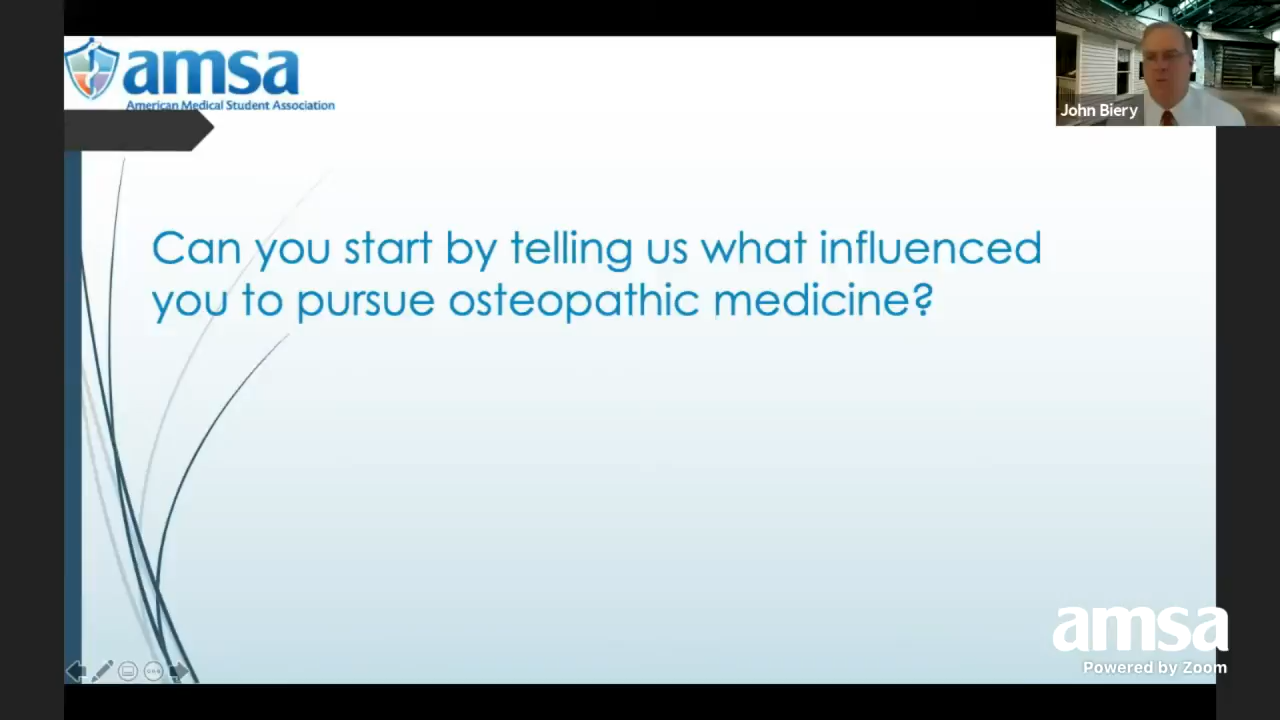 amsa
American Medical Student Association
John Biery
Can you start by telling us what influenced
you to pursue osteopathic medicine?
amsa
Powered by Zoom